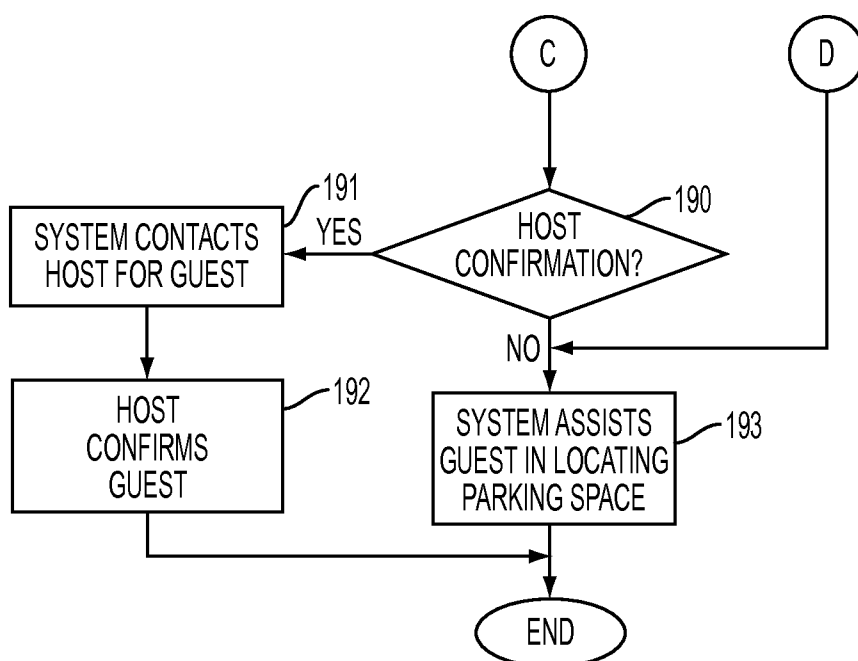 C
D
190
HOST
CONFIRMATION?
YES
191
SYSTEM CONTACTS
HOST FOR GUEST
NO
192
HOST
CONFIRMS
GUEST
193
SYSTEM ASSISTS
GUEST IN LOCATING
PARKING SPACE
END